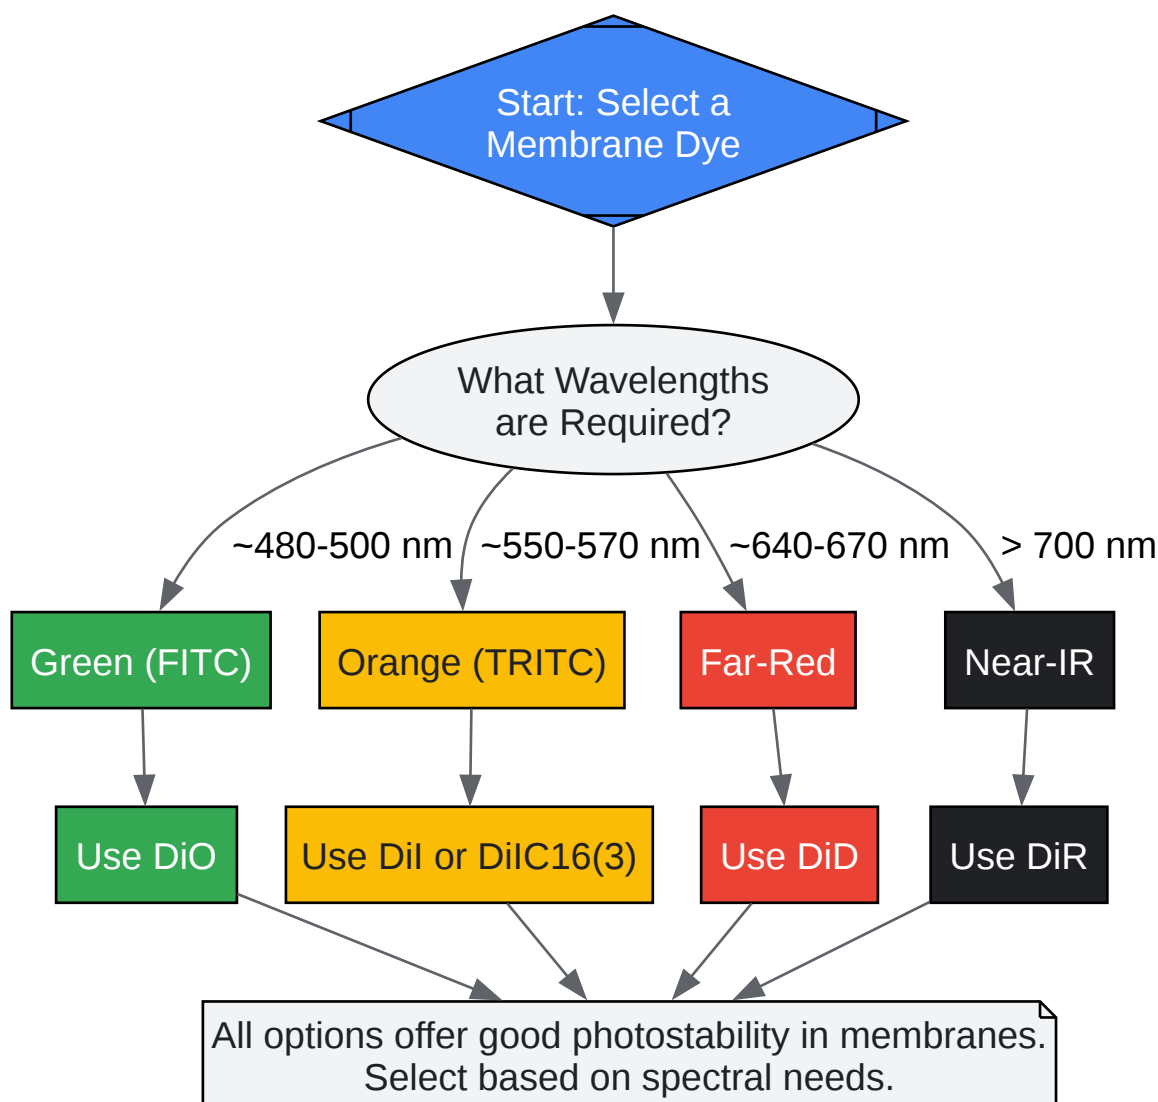 Start: Select a
Membrane Dye
What Wavelengths
are Required?
~480-500 nm
~550-570 nm
~640-670 nm
> 700 nm
Green (FITC)
Orange (TRITC)
Far-Red
Near-IR
Use DiO
Use DiI or DiIC16(3)
Use DiD
Use DiR
All options offer good photostability in membranes.
Select based on spectral needs.